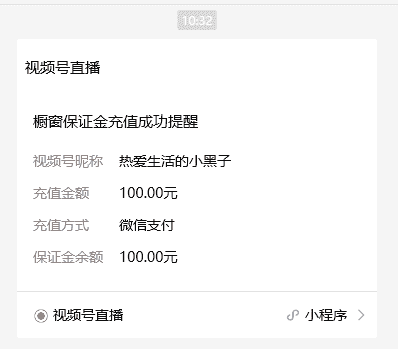 10:32
视频号直播
橱窗保证金充值成功提醒
视频号昵称 热爱生活的小黑子
充值金额 100.00元
充值方式 微信支付
保证金余额 100.00元
视频号直播 小程序